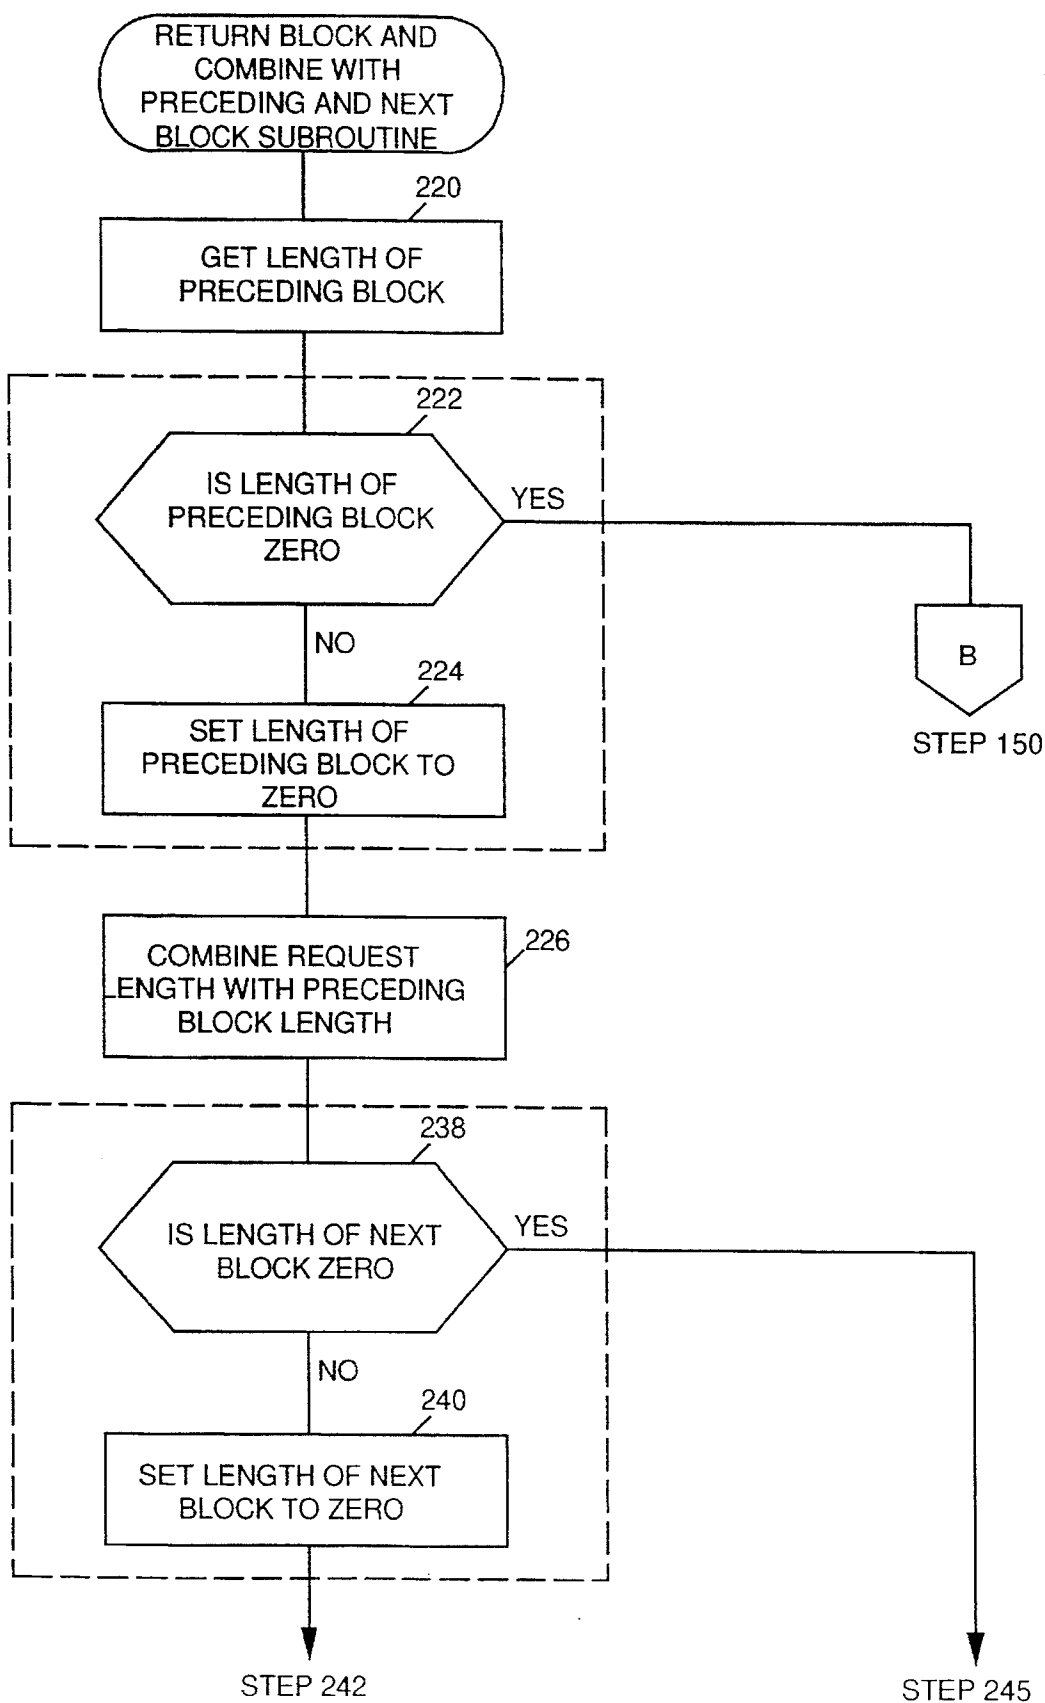 RETURN BLOCK AND
COMBINE WITH
PRECEDING AND NEXT
BLOCK SUBROUTINE
220
GET LENGTH OF
PRECEDING BLOCK
222
IS LENGTH OF
PRECEDING BLOCK
ZERO
YES
B
STEP 150
NO
224
SET LENGTH OF
PRECEDING BLOCK TO
ZERO
226
COMBINE REQUEST
LENGTH WITH PRECEDING
BLOCK LENGTH
238
IS LENGTH OF NEXT
BLOCK ZERO
YES
NO
240
SET LENGTH OF NEXT
BLOCK TO ZERO
STEP 242
STEP 245